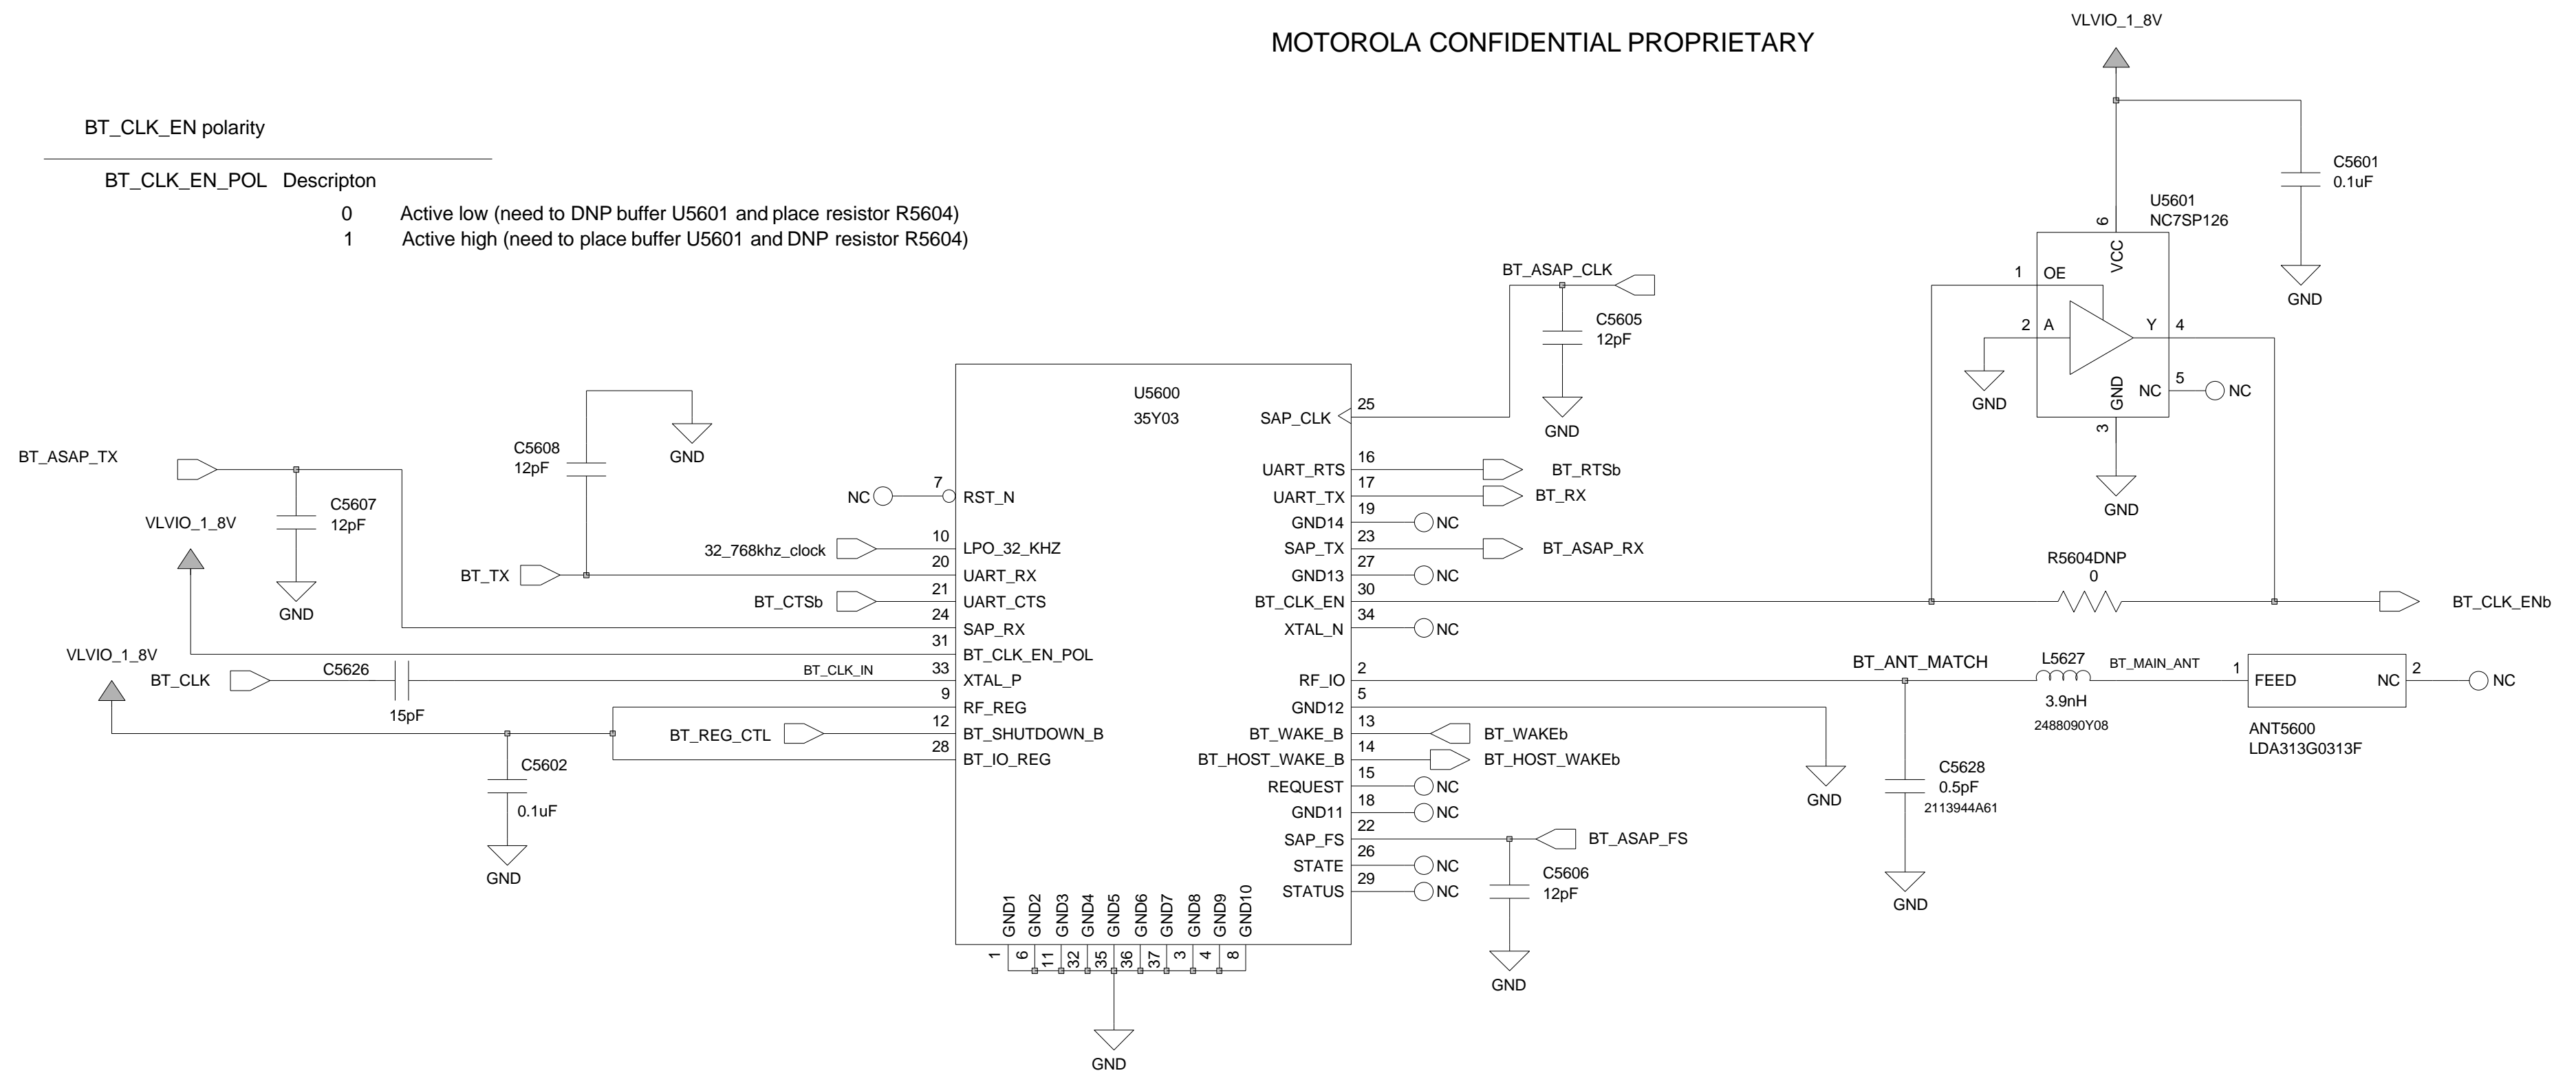 VLVIO_1_8V
MOTOROLA CONFIDENTIAL PROPRIETARY
BT_CLK_EN polarity
BT_CLK_EN_POL Descripton
0 Active low (need to DNP buffer U5601 and place resistor R5604)
1 Active high (need to place buffer U5601 and DNP resistor R5604)
C5601
0.1uF
GND
U5601
NC7SP126
6
VCC
1
OE
2
A
Y
4
5
NC
NC
GND
3
GND
GND
BT_ASAP_CLK
C5605
12pF
GND
U5600
35Y03
SAP_CLK
25
BT_ASAP_TX
C5607
12pF
GND
C5608
12pF
GND
VLVIO_1_8V
NC
7
RST_N
32_768khz_clock
10
LPO_32_KHZ
BT_TX
20
UART_RX
BT_CTSb
21
UART_CTS
24
SAP_RX
31
BT_CLK_EN_POL
VLVIO_1_8V
BT_CLK
C5626
15pF
BT_CLK_IN
33
XTAL_P
9
RF_REG
BT_REG_CTL
12
BT_SHUTDOWN_B
28
BT_IO_REG
C5602
0.1uF
GND
UART_RTS
16
BT_RTSb
UART_TX
17
BT_RX
GND14
19
NC
SAP_TX
23
BT_ASAP_RX
GND13
27
NC
BT_CLK_EN
30
R5604DNP
0
BT_CLK_ENb
XTAL_N
34
NC
RF_IO
2
BT_ANT_MATCH
L5627
3.9nH
2488090Y08
BT_MAIN_ANT
1
FEED
NC
2
NC
ANT5600
LDA313G0313F
GND12
5
GND
BT_WAKE_B
13
BT_WAKEb
BT_HOST_WAKE_B
14
BT_HOST_WAKEb
C5628
0.5pF
2113944A61
GND
REQUEST
15
NC
GND11
18
NC
SAP_FS
22
BT_ASAP_FS
STATE
26
NC
STATUS
29
NC
C5606
12pF
GND
GND1
GND2
GND3
GND4
GND5
GND6
GND7
GND8
GND9
GND10
1
6
11
32
35
36
37
3
4
8
GND